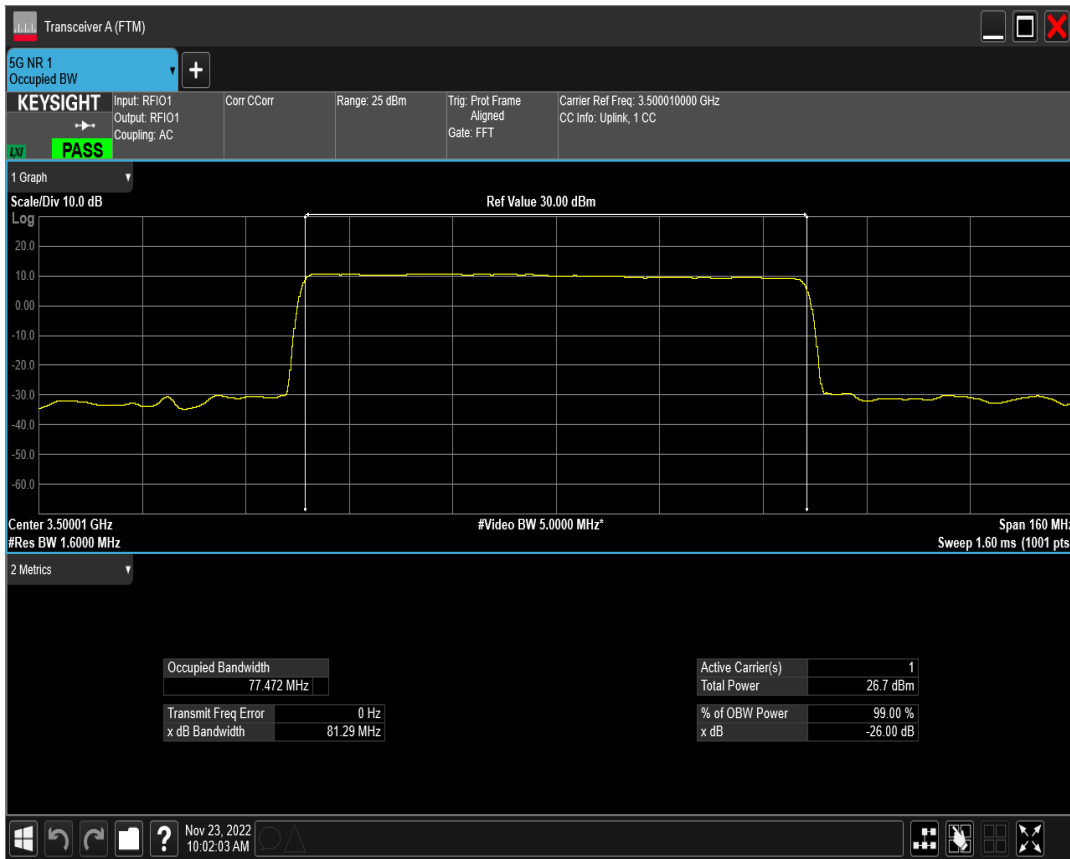 Transceiver A (FTM)
5G NR 1
Occupied BW
+
KEYSIGHT
LXI
PASS
Input: RFIO1
Output: RFIO1
Coupling: AC
Corr CCorr
Range: 25 dBm
Trig: Prot Frame
Aligned
Gate: FFT
Carrier Ref Freq: 3.500010000 GHz
CC Info: Uplink, 1 CC
1 Graph
Scale/Div 10.0 dB
Ref Value 30.00 dBm
Log
20.0
10.0
0.00
-10.0
-20.0
-30.0
-40.0
-50.0
-60.0
Center 3.50001 GHz
#Video BW 5.0000 MHz*
Span 160 MHz
#Res BW 1.6000 MHz
Sweep 1.60 ms (1001 pts
2 Metrics
Occupied Bandwidth
77.472 MHz
Transmit Freq Error 0 Hz
x dB Bandwidth 81.29 MHz
Active Carrier(s) 1
Total Power 26.7 dBm
% of OBW Power 99.00 %
x dB -26.00 dB
?
Nov 23, 2022
10:02:03 AM